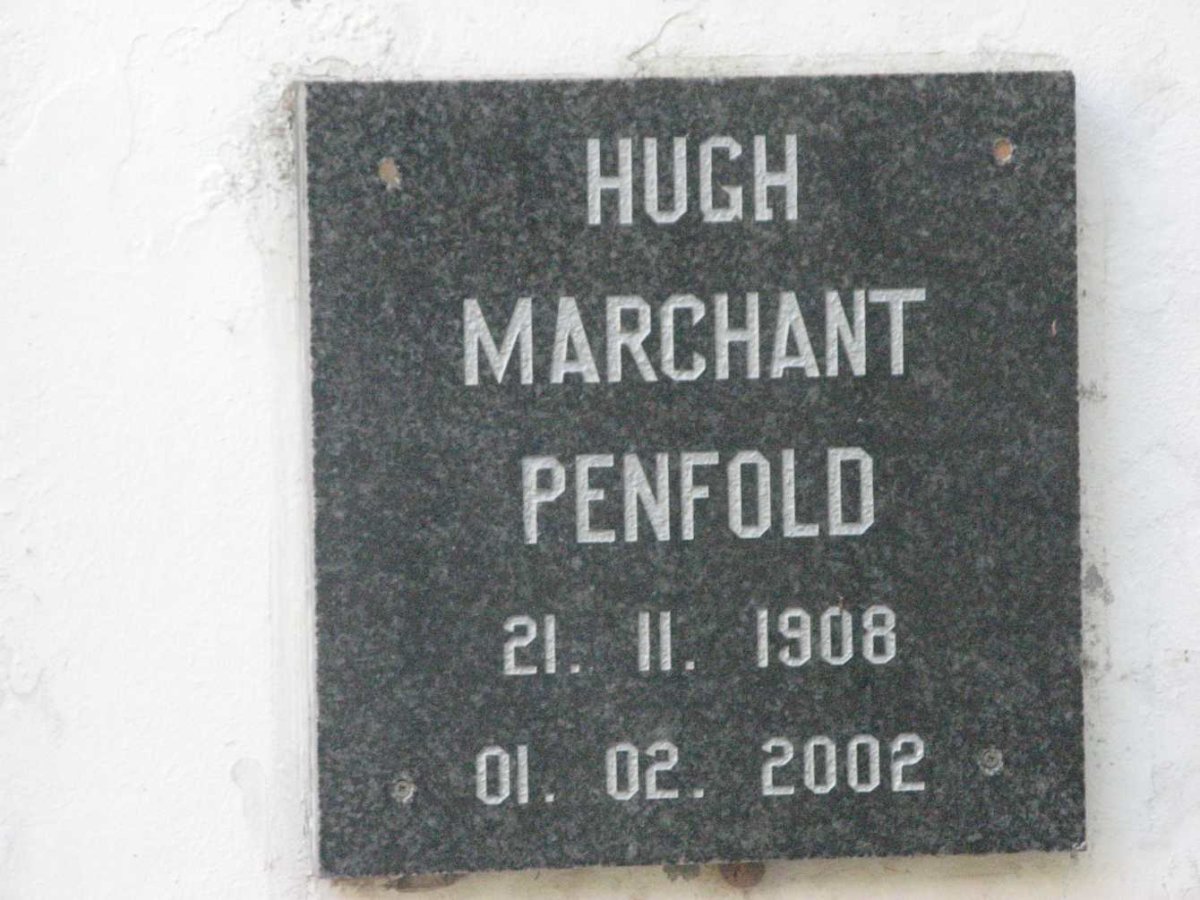 HUGH
MARCHANT
PENFOLD
21. 11. 1908
01. 02. 2002